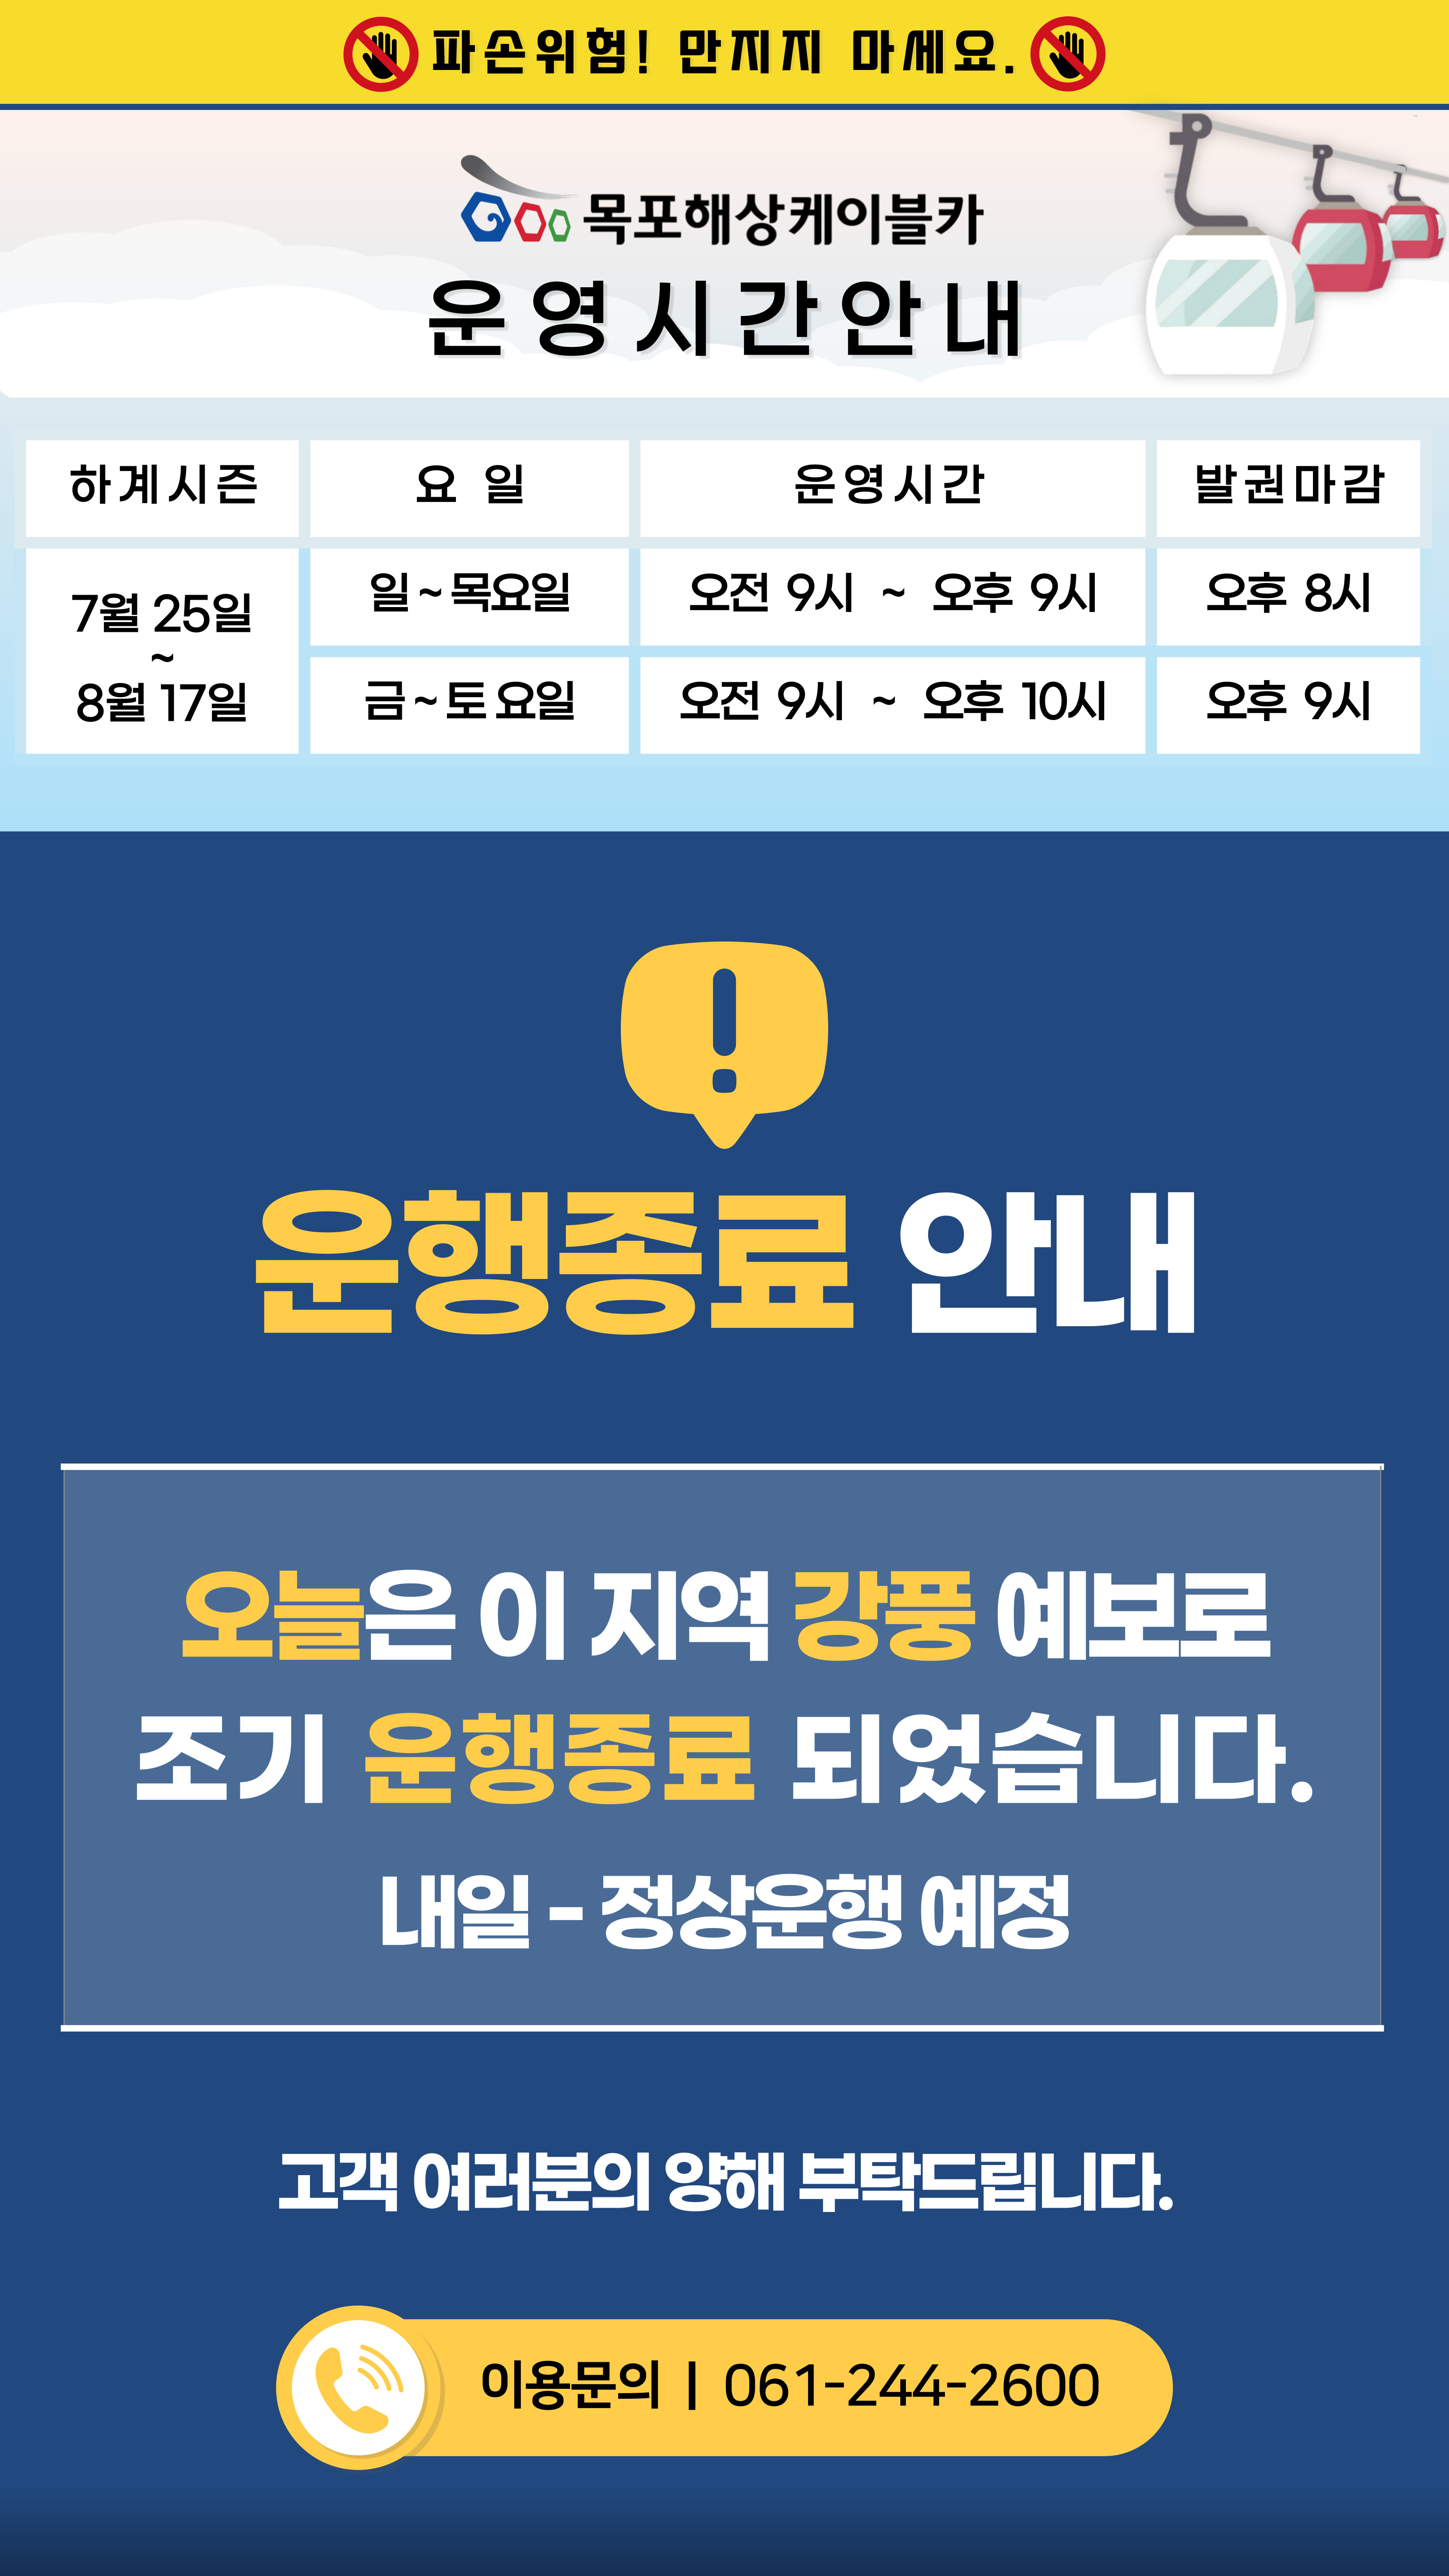 파손위험! 만지지 마세요.
목포해상케이블카
운영시간안내
하계시즌 요 일 운영시간 발권마감
7월 25일 ~ 8월 17일
일~목요일 오전 9시 ~ 오후 9시 오후 8시
금~토요일 오전 9시 ~ 오후 10시 오후 9시
운행종료 안내
오늘은 이 지역 강풍 예보로
조기 운행종료 되었습니다.
내일 - 정상운행 예정
고객 여러분의 양해 부탁드립니다.
이용문의 | 061-244-2600